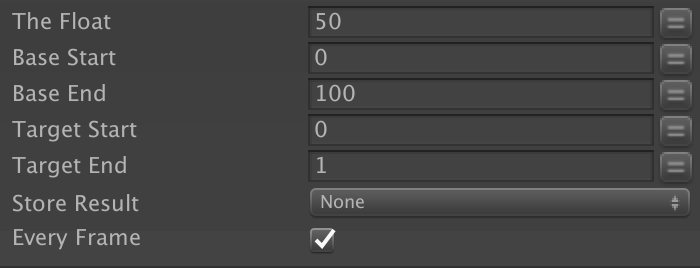 The Float 50
Base Start 0
Base End 100
Target Start 0
Target End 1
Store Result None
Every Frame